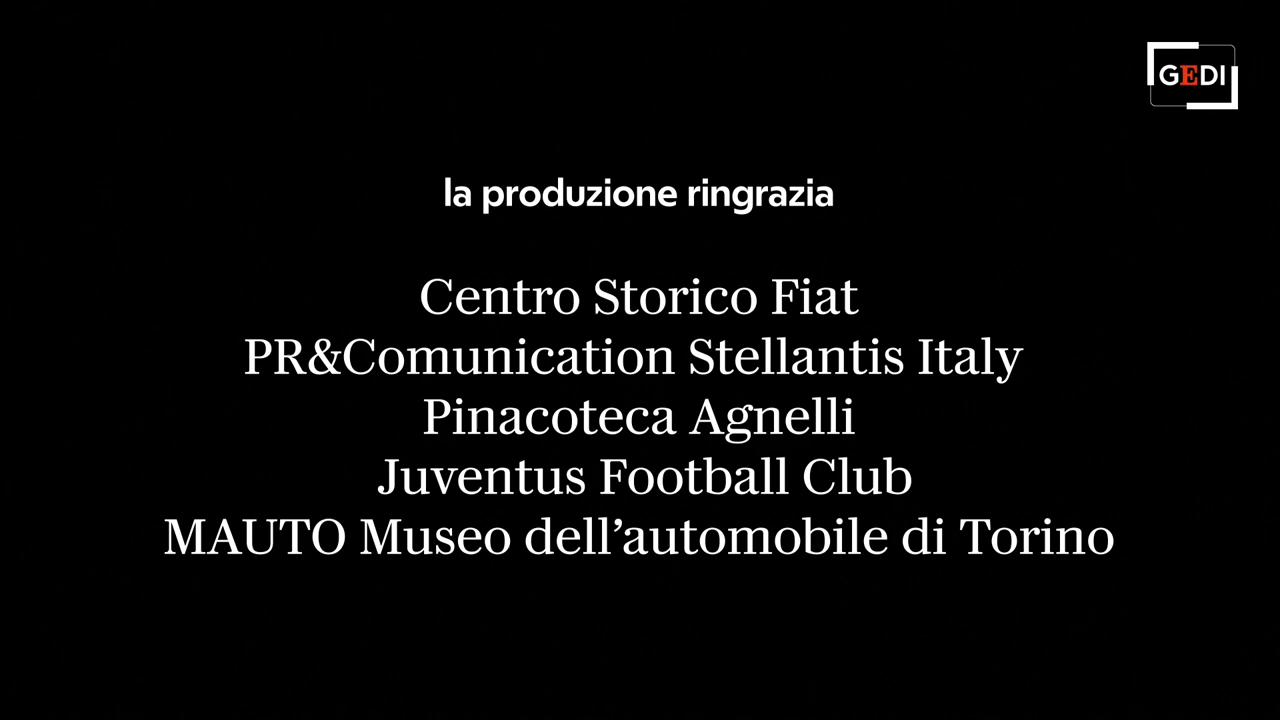 GEDI
la produzione ringrazia
Centro Storico Fiat
PR&Comunication Stellantis Italy
Pinacoteca Agnelli
Juventus Football Club
MAUTO Museo dell’automobile di Torino